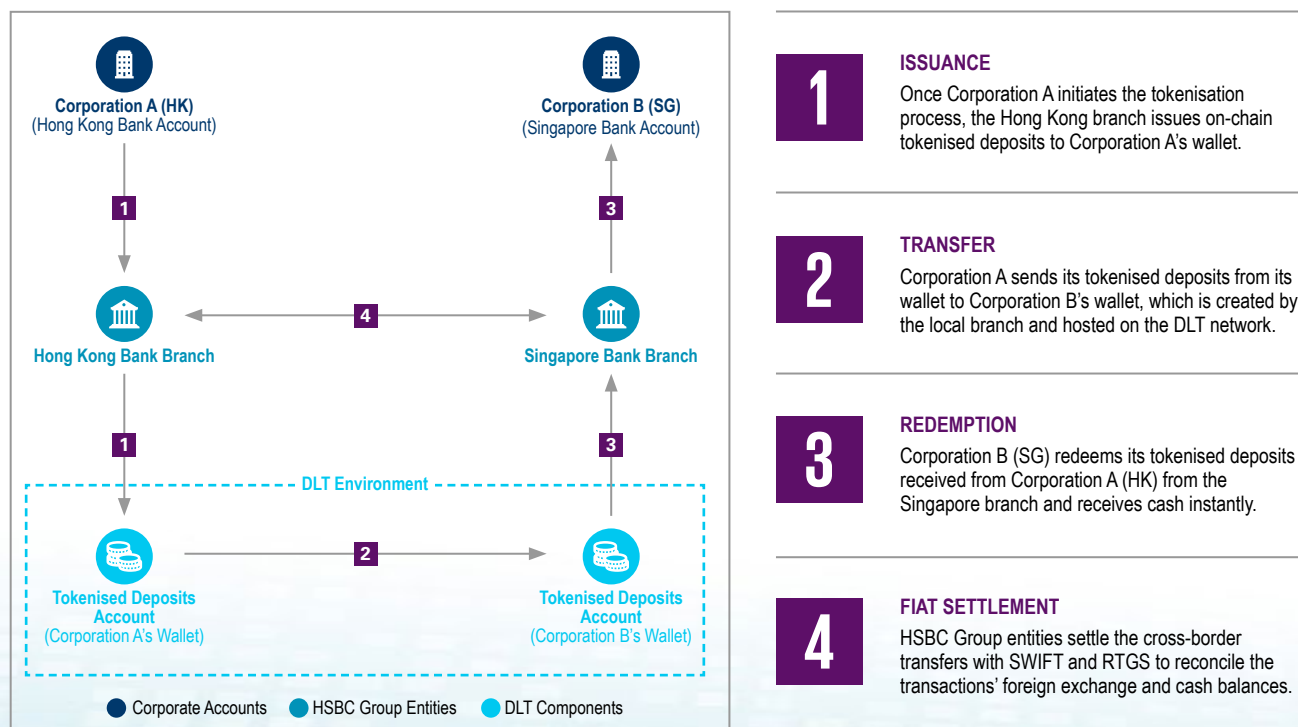 Corporation A (HK)
(Hong Kong Bank Account)
Corporation B (SG)
(Singapore Bank Account)
1
3
4
Hong Kong Bank Branch
Singapore Bank Branch
1
3
DLT Environment
2
Tokenised Deposits
Account
(Corporation A's Wallet)
Tokenised Deposits
Account
(Corporation B's Wallet)
Corporate Accounts
HSBC Group Entities
DLT Components
1
ISSUANCE
Once Corporation A initiates the tokenisation
process, the Hong Kong branch issues on-chain
tokenised deposits to Corporation A's wallet.
2
TRANSFER
Corporation A sends its tokenised deposits from its
wallet to Corporation B's wallet, which is created by
the local branch and hosted on the DLT network.
3
REDEMPTION
Corporation B (SG) redeems its tokenised deposits
received from Corporation A (HK) from the
Singapore branch and receives cash instantly.
4
FIAT SETTLEMENT
HSBC Group entities settle the cross-border
transfers with SWIFT and RTGS to reconcile the
transactions' foreign exchange and cash balances.